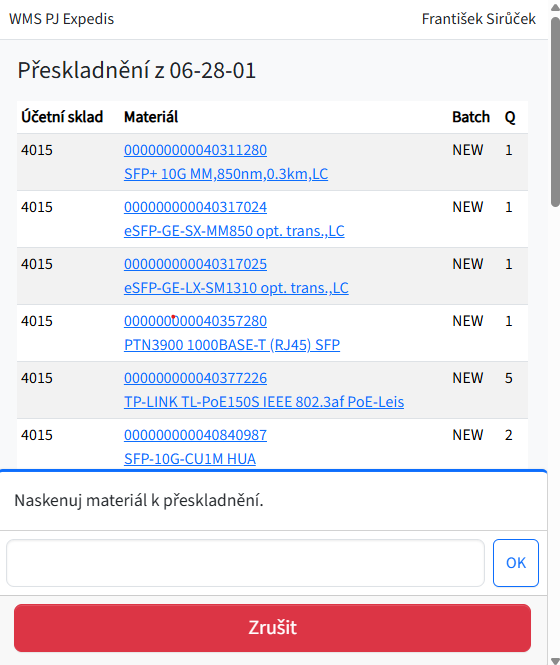 WMS PJ Expedis František Sirůček
Přeskladnění z 06-28-01
Účetní sklad Materiál Batch Q
4015 000000000040311280 NEW 1
SFP+ 10G MM,850nm,0.3km,LC
4015 000000000040317024 NEW 1
eSFP-GE-SX-MM850 opt. trans.,LC
4015 000000000040317025 NEW 1
eSFP-GE-LX-SM1310 opt. trans.,LC
4015 000000000040357280 NEW 1
PTN3900 1000BASE-T (RJ45) SFP
4015 000000000040377226 NEW 5
TP-LINK TL-PoE150S IEEE 802.3af PoE-Leis
4015 000000000040840987 NEW 2
SFP-10G-CU1M HUA
Naskenuj materiál k přeskladnění.
OK
Zrušit